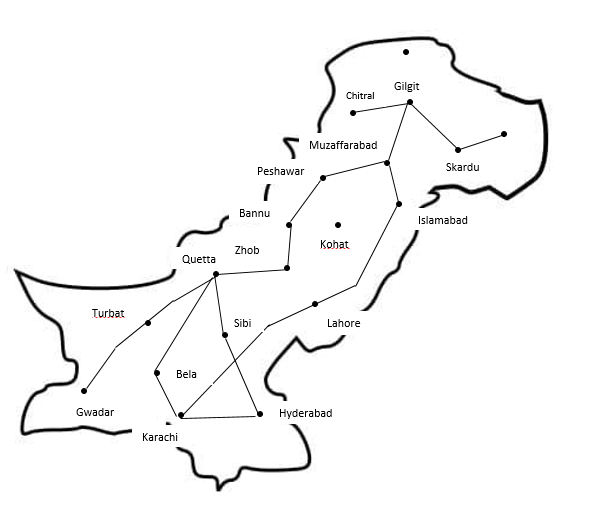 Gilgit
Chitral
Muzaffarabad
Skardu
Peshawar
Bannu
Islamabad
Kohat
Zhob
Quetta
Turbat
Sibi
Lahore
Bela
Gwadar
Hyderabad
Karachi